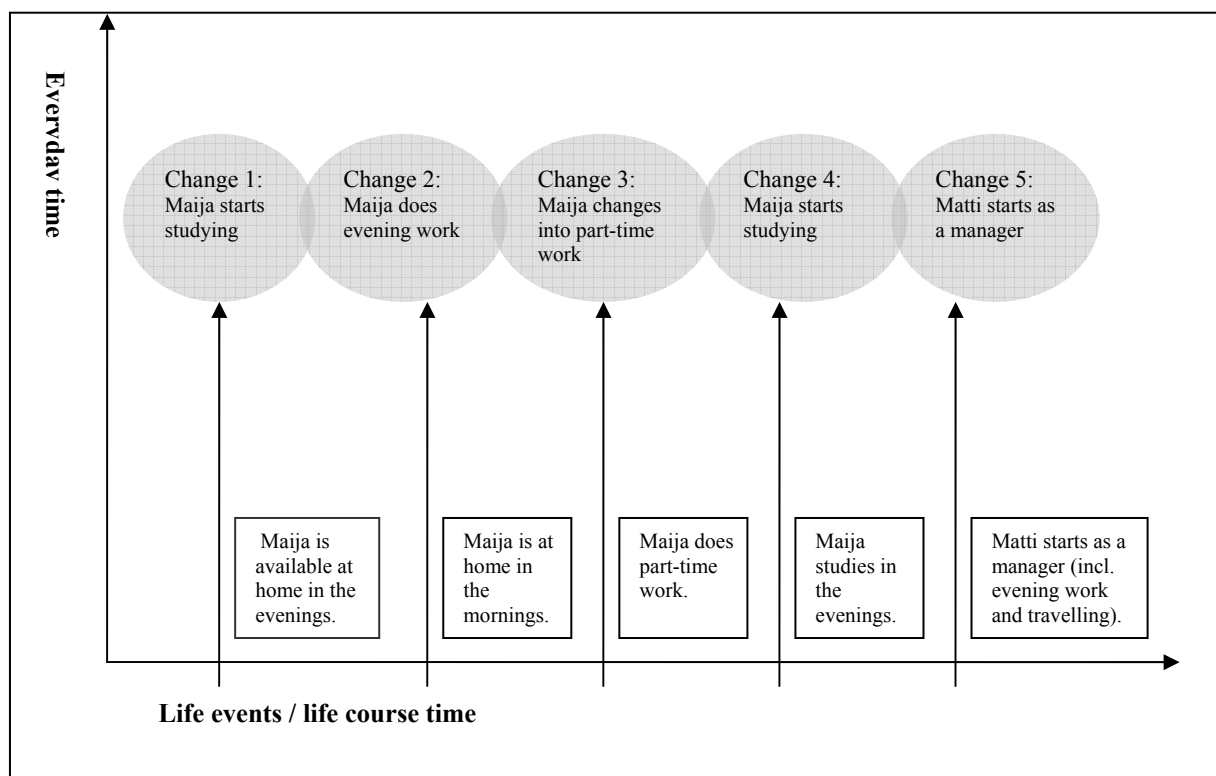 Everyday time
Change 1:
Maija starts
studying
Change 2:
Maija does
evening work
Change 3:
Maija changes
into part-time
work
Change 4:
Maija starts
studying
Change 5:
Matti starts as
a manager
Maija is
available at
home in the
evenings.
Maija is at
home in
the
mornings.
Maija does
part-time
work.
Maija
studies in
the
evenings.
Matti starts as a
manager (incl.
evening work
and travelling).
Life events / life course time